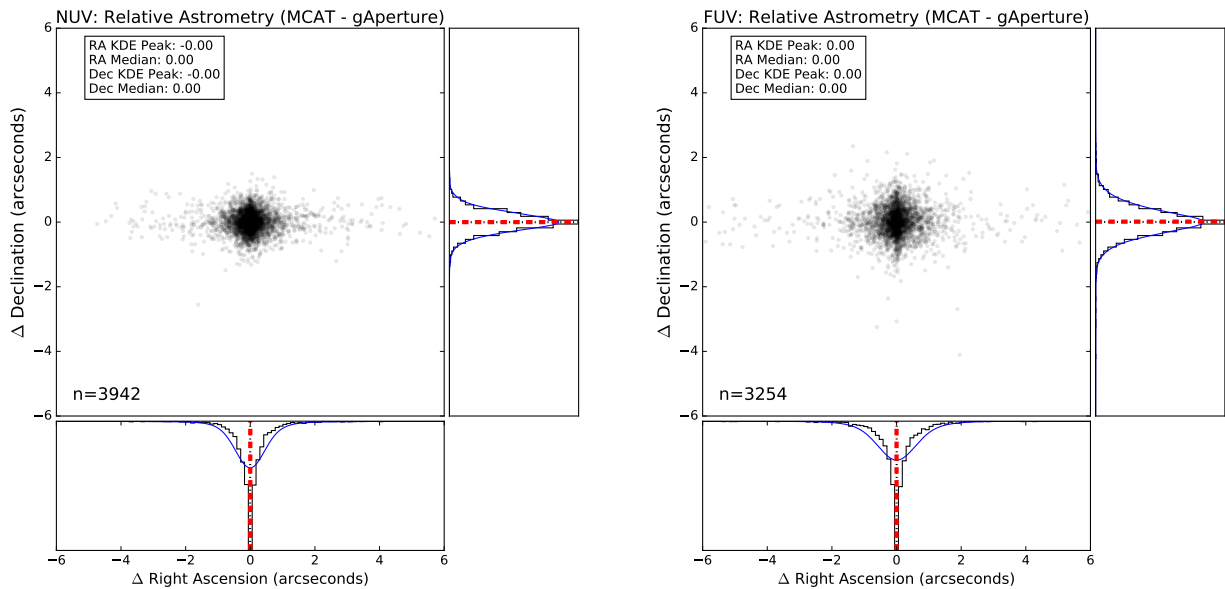 NUV: Relative Astrometry (MCAT - gAperture)
RA KDE Peak: -0.00
RA Median: 0.00
Dec KDE Peak: -0.00
Dec Median: 0.00
6
4
2
0
−2
−4
−6
Δ Declination (arcseconds)
n=3942
−6
−4
−2
0
2
4
6
Δ Right Ascension (arcseconds)
FUV: Relative Astrometry (MCAT - gAperture)
RA KDE Peak: 0.00
RA Median: 0.00
Dec KDE Peak: 0.00
Dec Median: 0.00
6
4
2
0
−2
−4
−6
Δ Declination (arcseconds)
n=3254
−6
−4
−2
0
2
4
6
Δ Right Ascension (arcseconds)